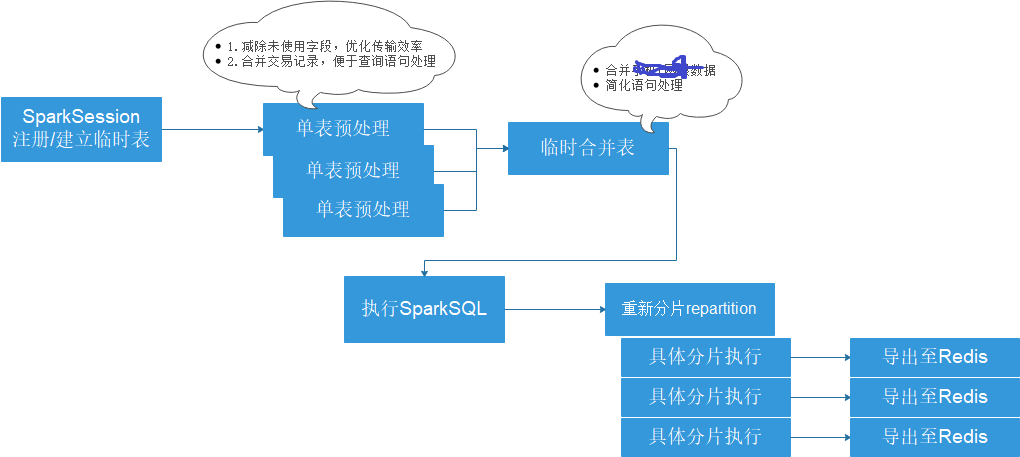 1.减除未使用字段，优化传输效率
2.合并交易记录，便于查询语句处理
合并 数据
简化语句处理
SparkSession
注册/建立临时表
单表预处理
单表预处理
单表预处理
临时合并表
执行SparkSQL
重新分片repartition
具体分片执行
导出至Redis
具体分片执行
导出至Redis
具体分片执行
导出至Redis